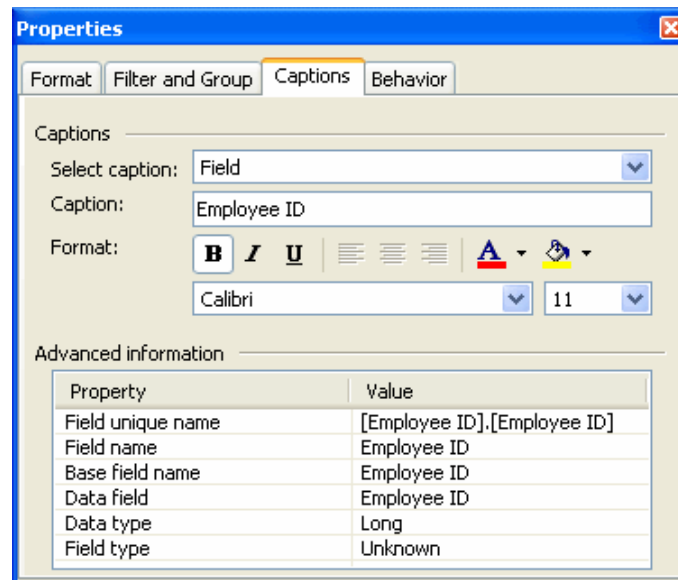 Properties
Format Filter and Group Captions Behavior
Captions
Select caption: Field
Caption: Employee ID
Format: B I U A
Calibri 11
Advanced information
Property Value
Field unique name [Employee ID].[Employee ID]
Field name Employee ID
Base field name Employee ID
Data field Employee ID
Data type Long
Field type Unknown